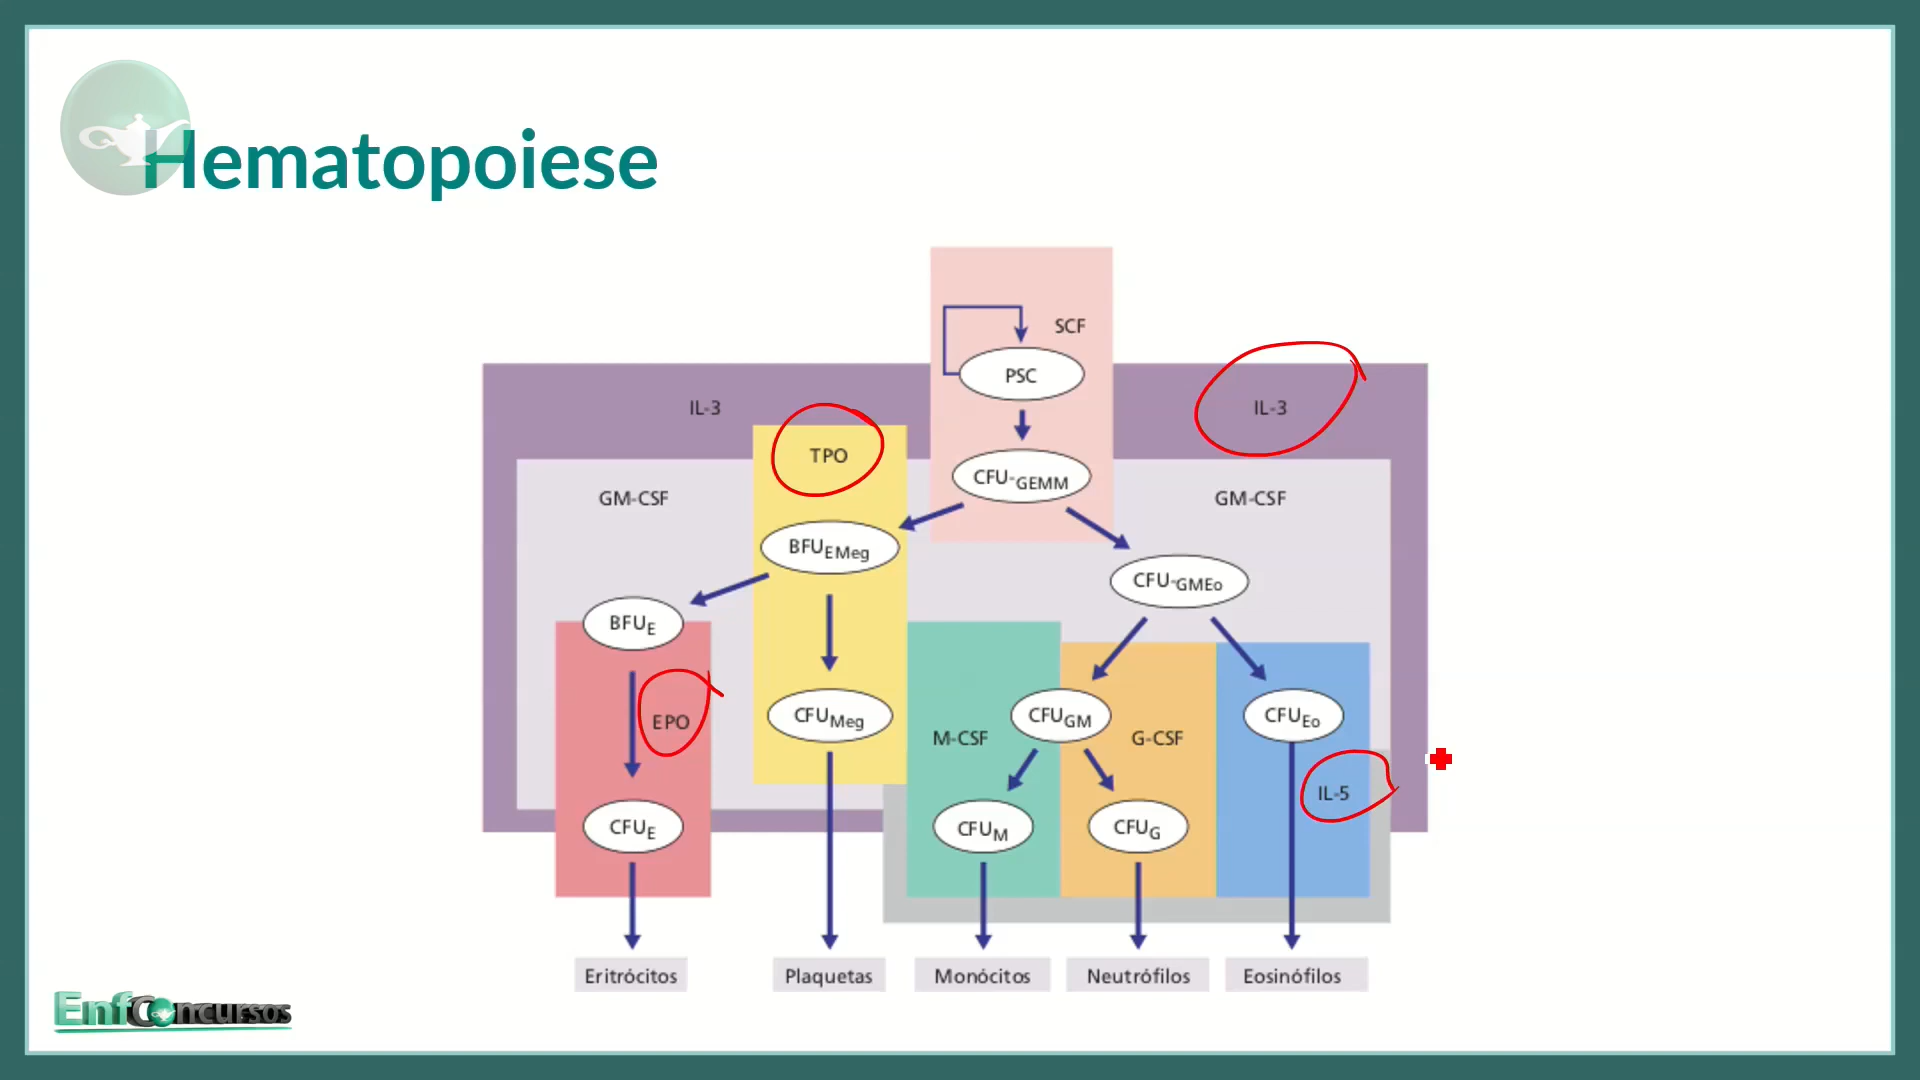 Hematopoiese
SCF
PSC
IL-3
IL-3
TPO
CFU-GEMM
GM-CSF
GM-CSF
BFUEMeg
CFU-GMEo
BFUE
EPO
CFUMeg
CFUGM
CFUEo
M-CSF
G-CSF
IL-5
CFUE
CFUM
CFUG
Eritrócitos
Plaquetas
Monócitos
Neutrófilos
Eosinófilos
EnfConcursos